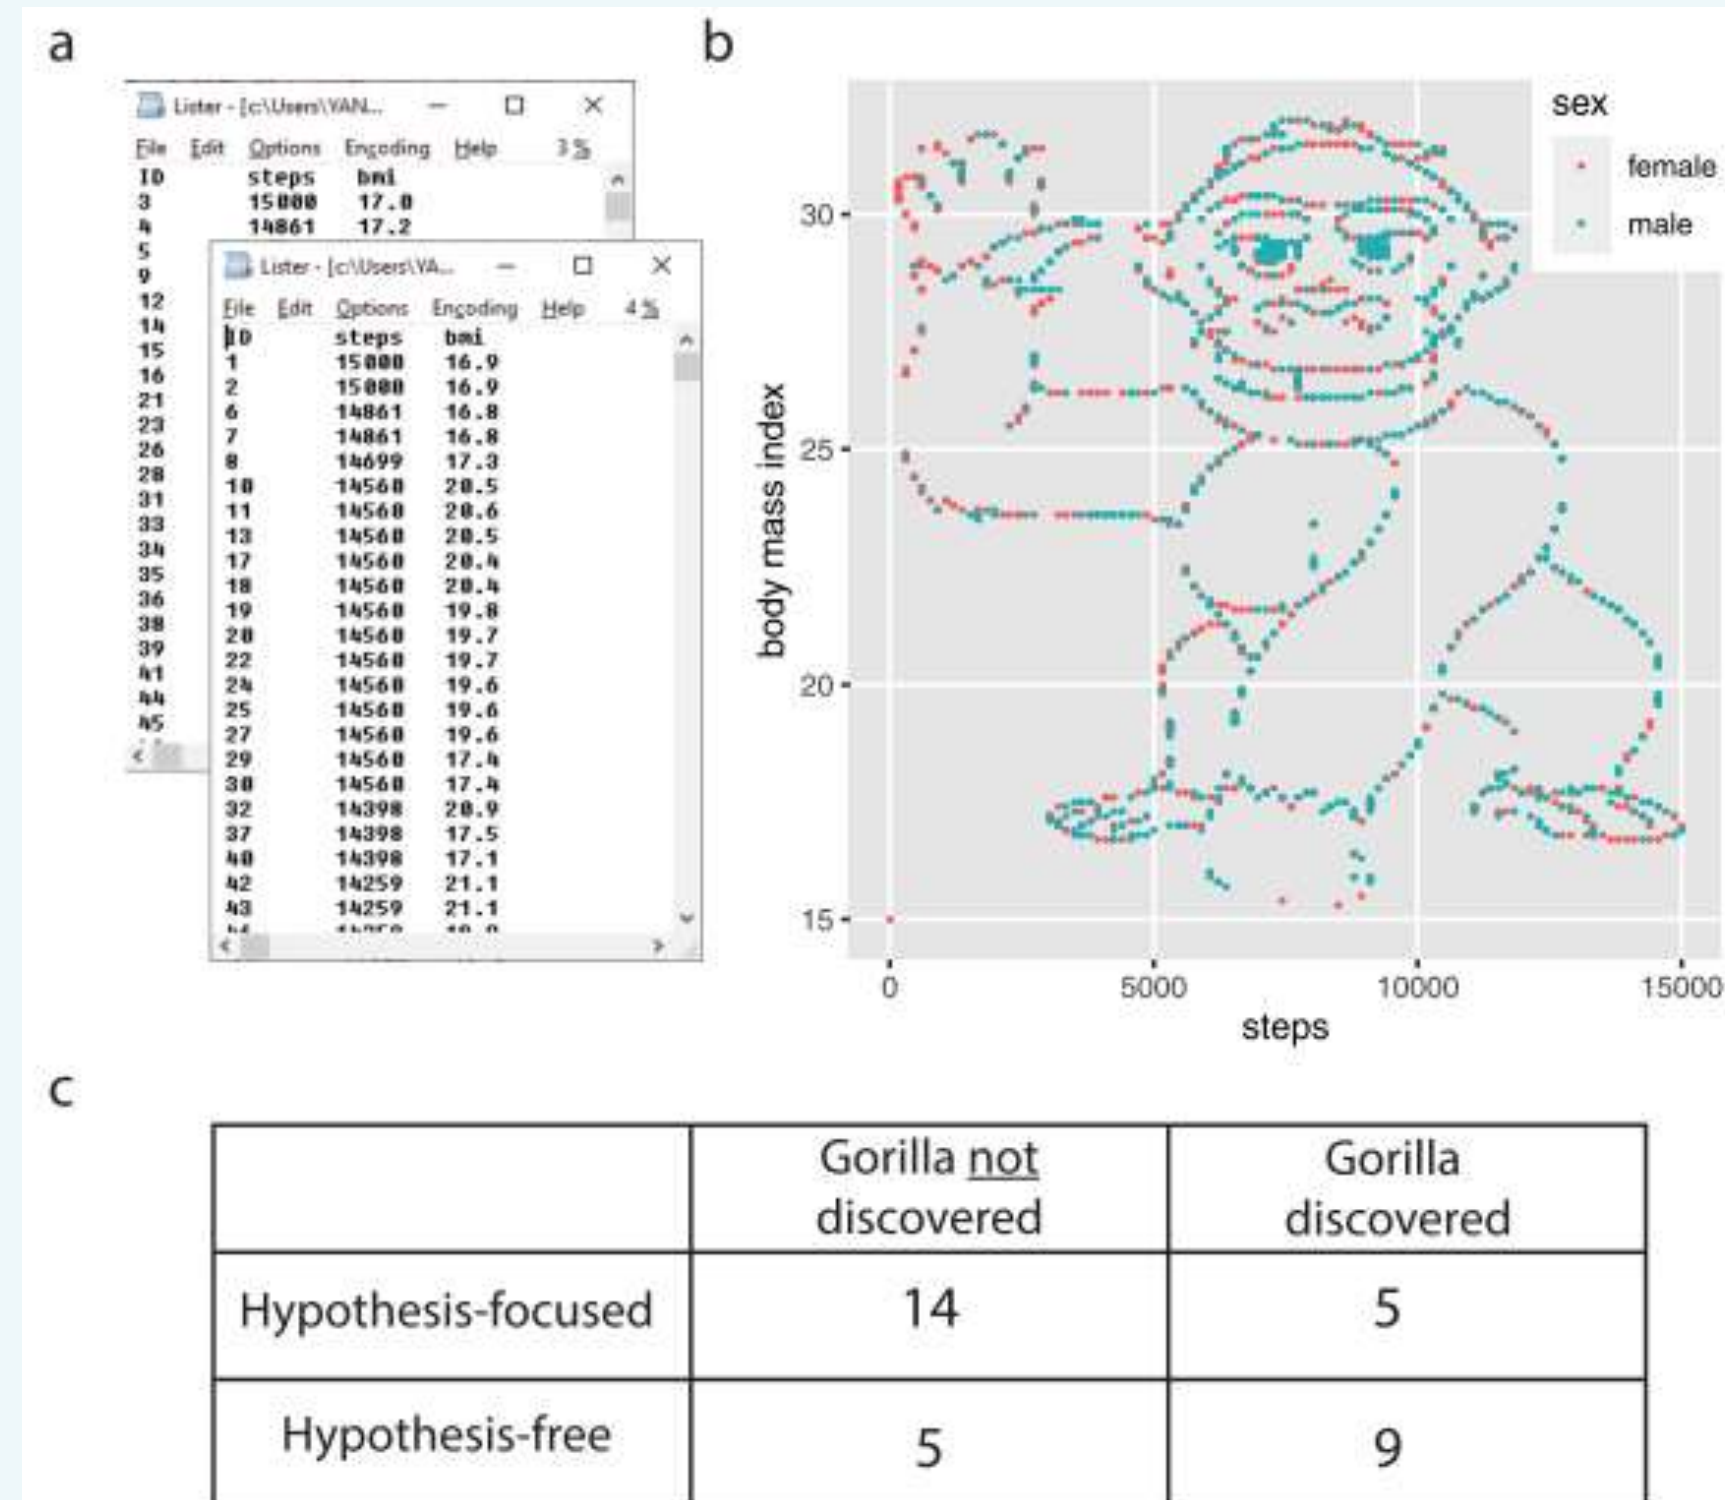 a
Lister - [c:\Users\YAN...
File Edit Options Encoding Help 3 %
ID steps bmi
3 15000 17.0
4 14861 17.2
5
9
12
14
15
16
21
23
26
28
31
33
34
35
36
38
39
41
44
45
Lister - [c:\Users\YA...
File Edit Options Encoding Help 4 %
ID steps bmi
1 15000 16.9
2 15000 16.9
6 14861 16.8
7 14861 16.8
8 14699 17.3
10 14560 20.5
11 14560 20.6
13 14560 20.5
17 14560 20.4
18 14560 20.4
19 14560 19.8
20 14560 19.7
22 14560 19.7
24 14560 19.6
25 14560 19.6
27 14560 19.6
29 14560 17.4
30 14560 17.4
32 14398 20.9
37 14398 17.5
40 14398 17.1
42 14259 21.1
43 14259 21.1
b
sex
female
male
body mass index
30
25
20
15
0 5000 10000 15000
steps
c
Gorilla not
discovered
Gorilla
discovered
Hypothesis-focused 14 5
Hypothesis-free 5 9